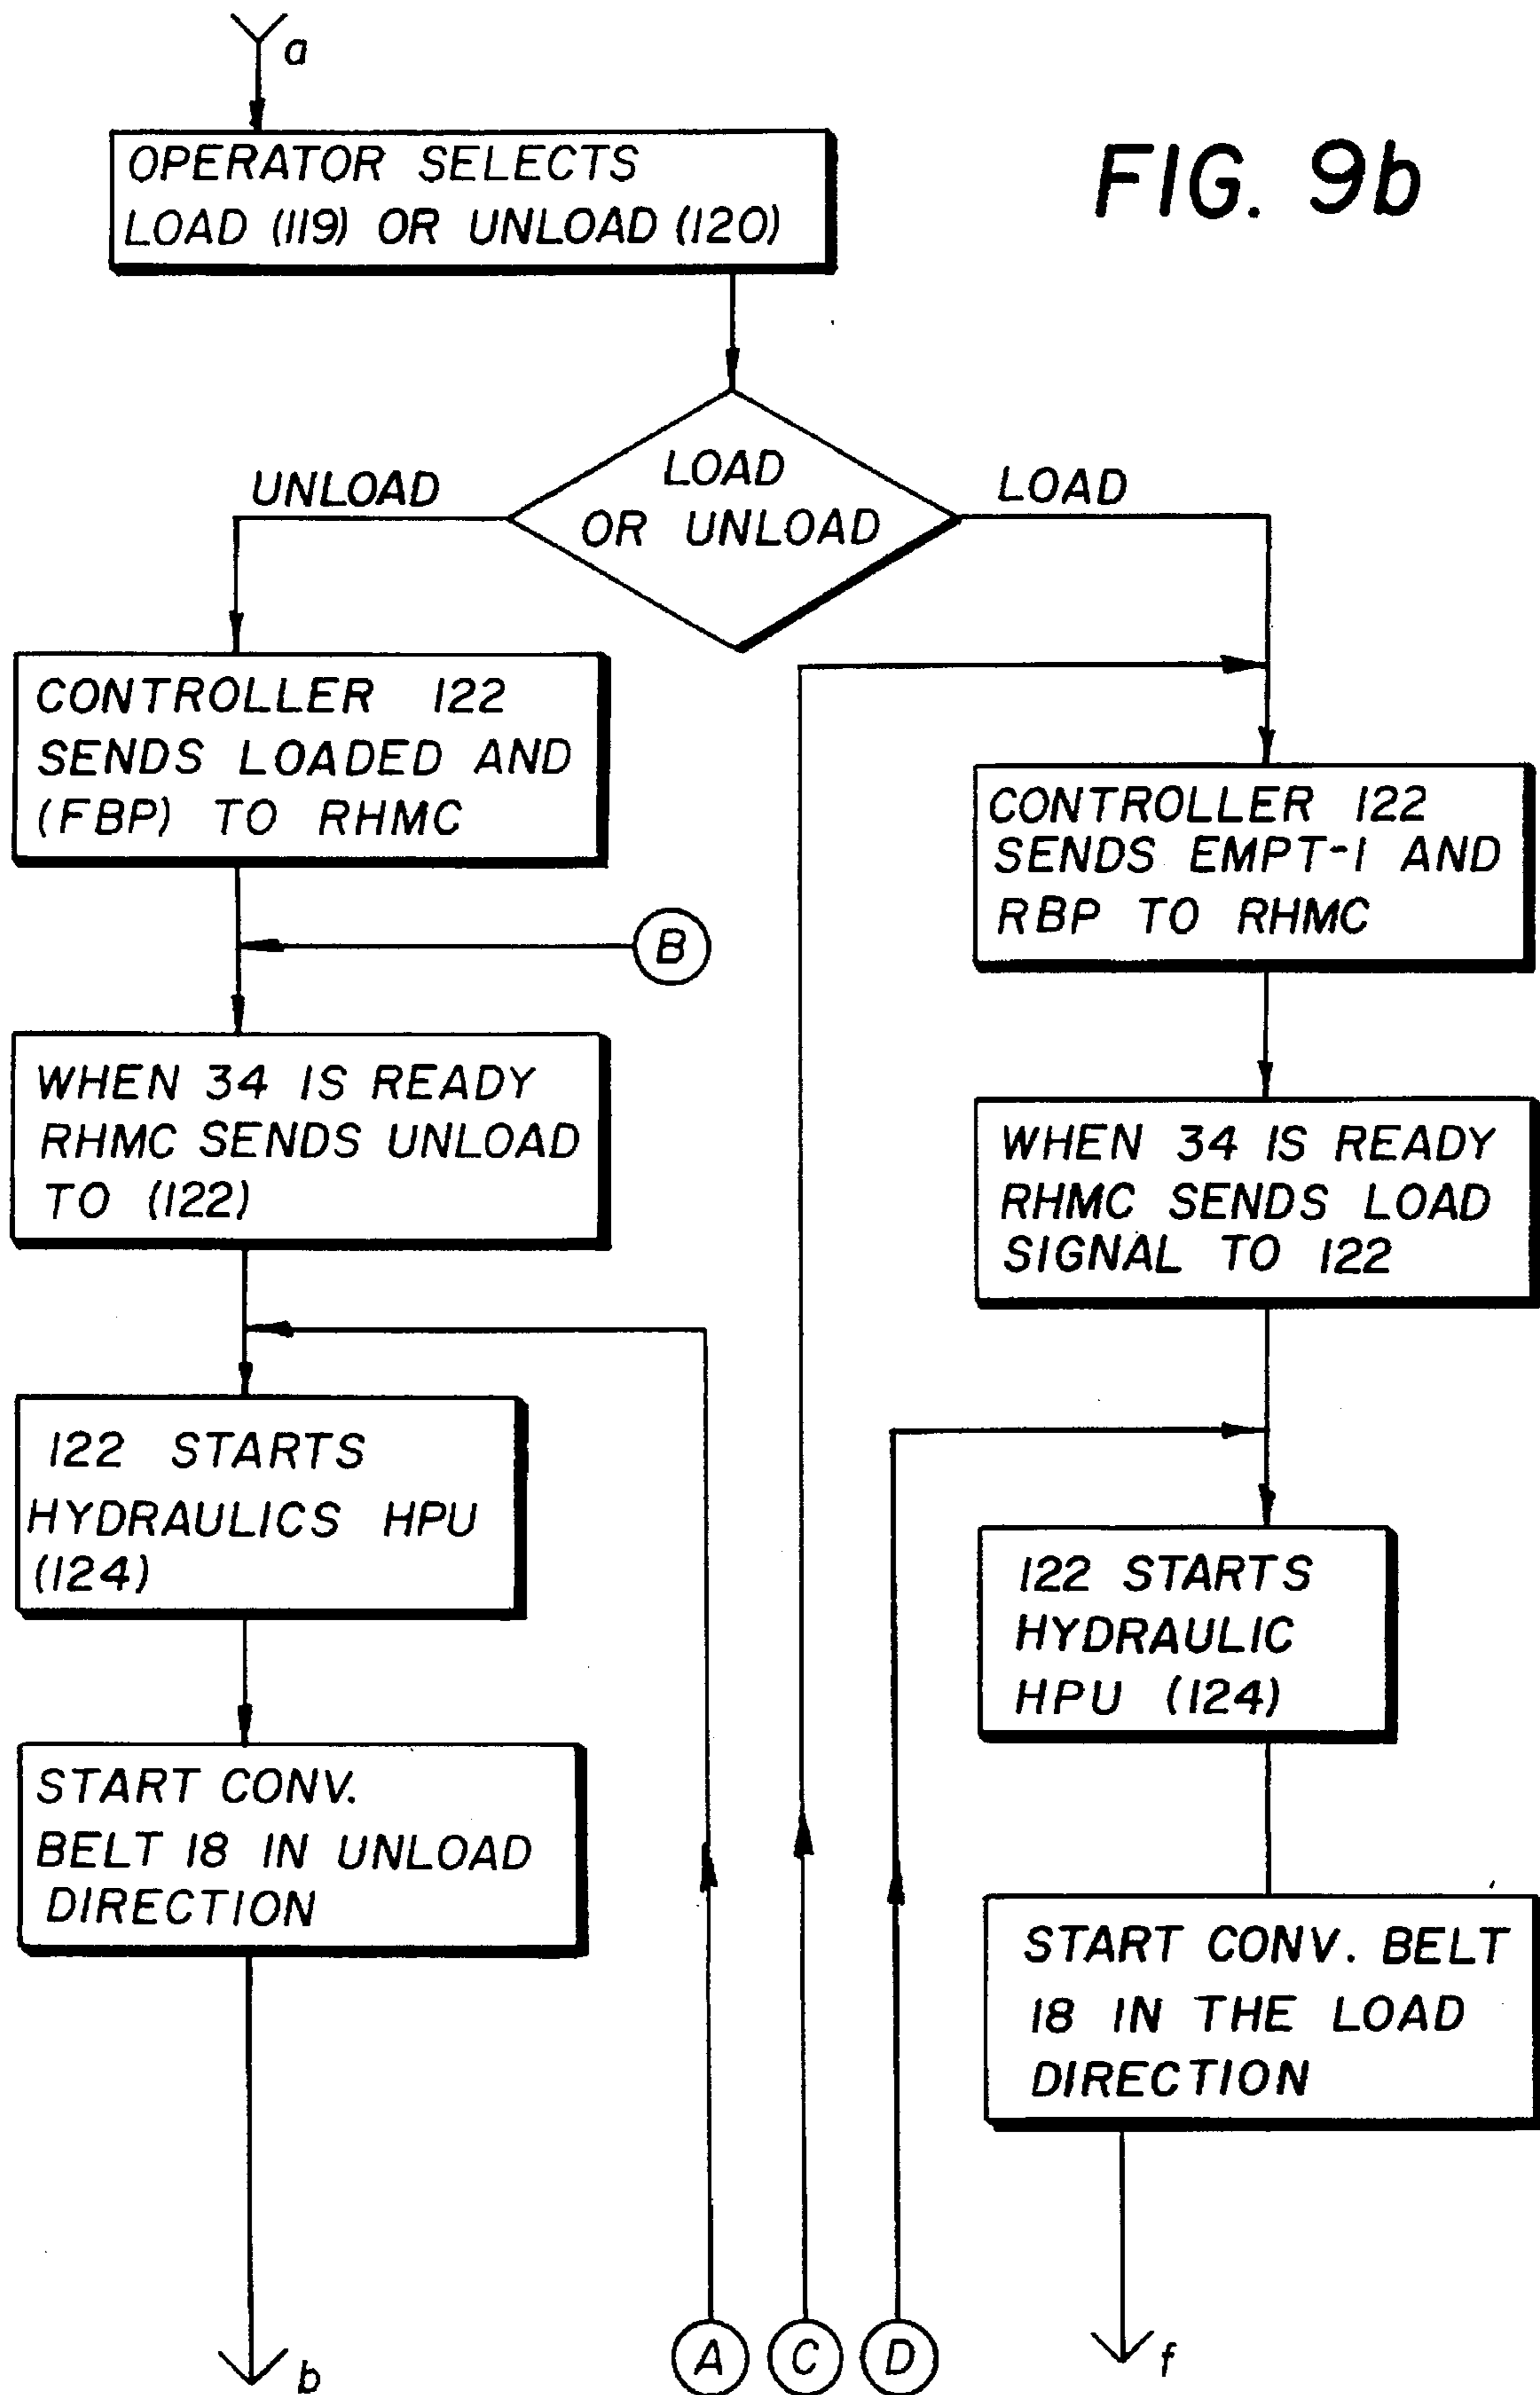 a
FIG. 9b
OPERATOR SELECTS
LOAD (119) OR UNLOAD (120)
LOAD
OR UNLOAD
UNLOAD
LOAD
CONTROLLER 122
SENDS LOADED AND
(FBP) TO RHMC
B
WHEN 34 IS READY
RHMC SENDS UNLOAD
TO (122)
122 STARTS
HYDRAULICS HPU
(124)
START CONV.
BELT 18 IN UNLOAD
DIRECTION
b
CONTROLLER 122
SENDS EMPT-1 AND
RBP TO RHMC
WHEN 34 IS READY
RHMC SENDS LOAD
SIGNAL TO 122
122 STARTS
HYDRAULIC
HPU (124)
START CONV. BELT
18 IN THE LOAD
DIRECTION
A
C
D
f